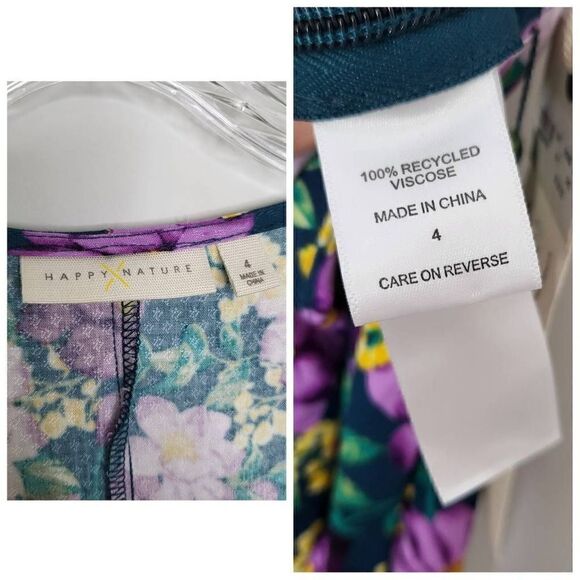 HAPPY X NATURE
4
MADE IN
CHINA
100% RECYCLED
VISCOSE
MADE IN CHINA
4
CARE ON REVERSE